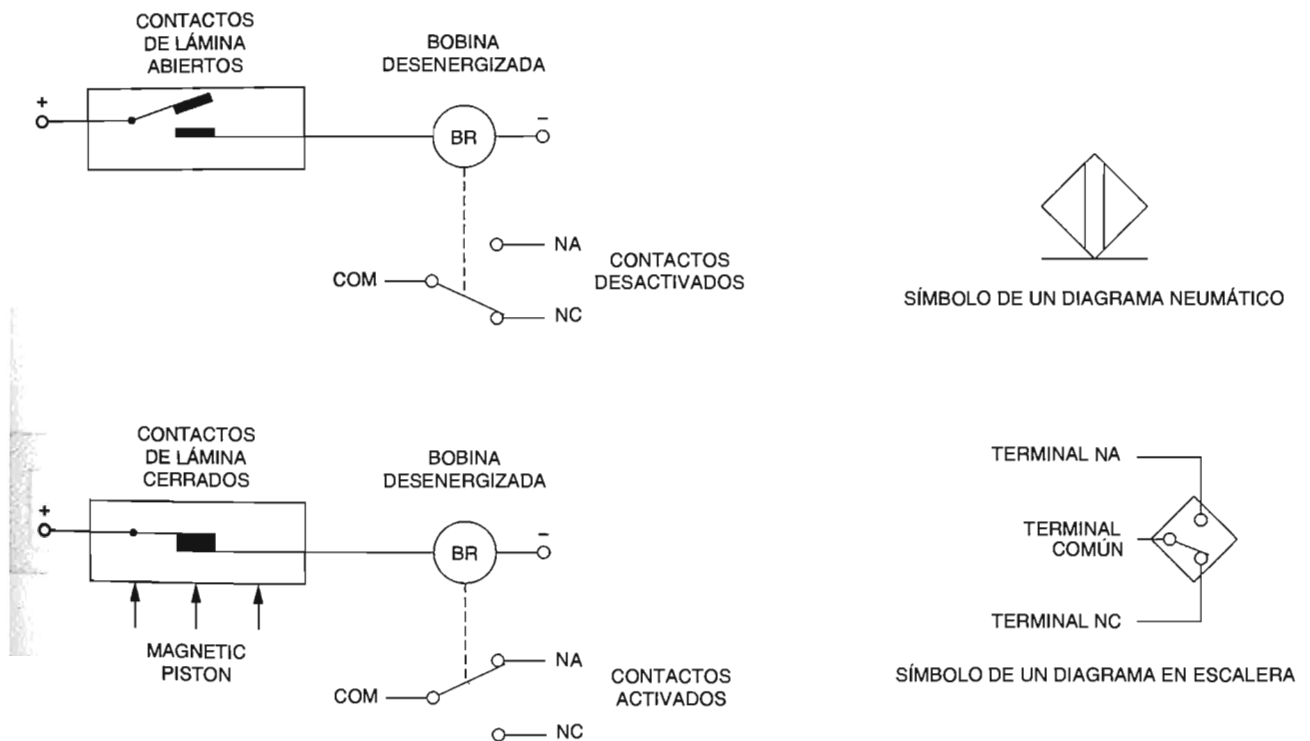 CONTACTOS
DE LÁMINA
ABIERTOS
BOBINA
DESENERGIZADA
+
BR
–
NA
COM
NC
CONTACTOS
DESACTIVADOS
SÍMBOLO DE UN DIAGRAMA NEUMÁTICO
CONTACTOS
DE LÁMINA
CERRADOS
BOBINA
DESENERGIZADA
+
BR
–
MAGNETIC
PISTON
NA
COM
NC
CONTACTOS
ACTIVADOS
TERMINAL NA
TERMINAL
COMÚN
TERMINAL NC
SÍMBOLO DE UN DIAGRAMA EN ESCALERA